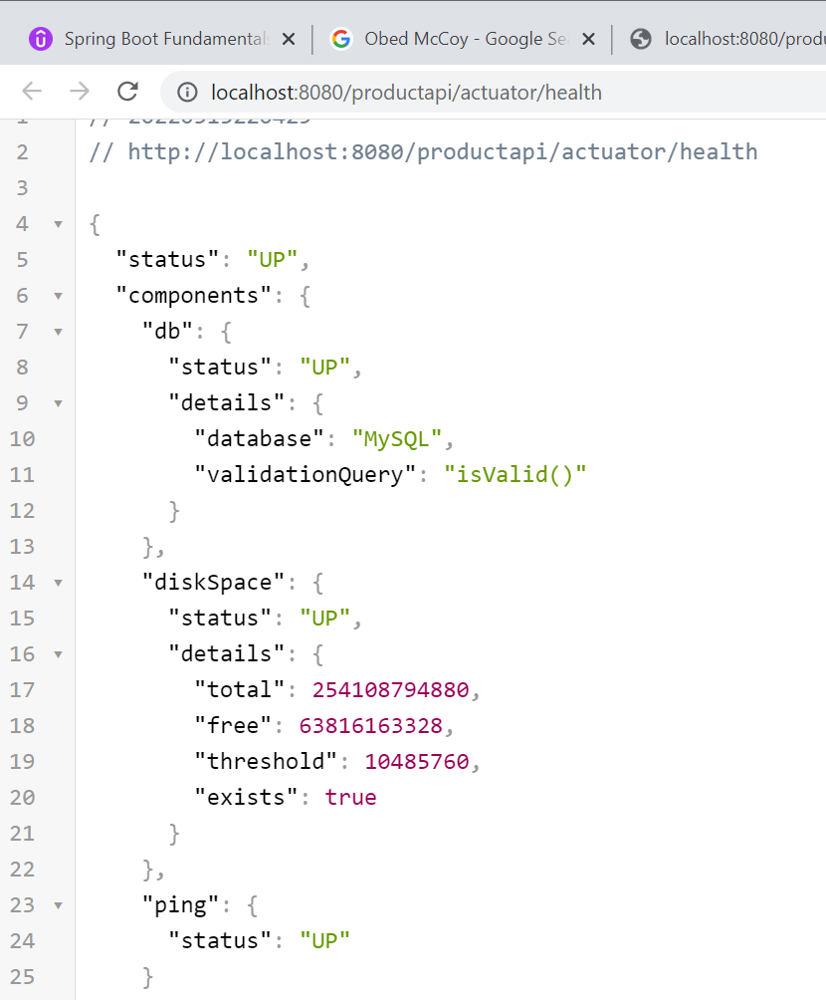 Spring Boot Fundamental
Obed McCoy - Google Se
localhost:8080/produ
localhost:8080/productapi/actuator/health
1
2 // http://localhost:8080/productapi/actuator/health
3
4 {
5 "status": "UP",
6 "components": {
7 "db": {
8 "status": "UP",
9 "details": {
10 "database": "MySQL",
11 "validationQuery": "isValid()"
12 }
13 },
14 "diskSpace": {
15 "status": "UP",
16 "details": {
17 "total": 254108794880,
18 "free": 63816163328,
19 "threshold": 10485760,
20 "exists": true
21 }
22 },
23 "ping": {
24 "status": "UP"
25 }